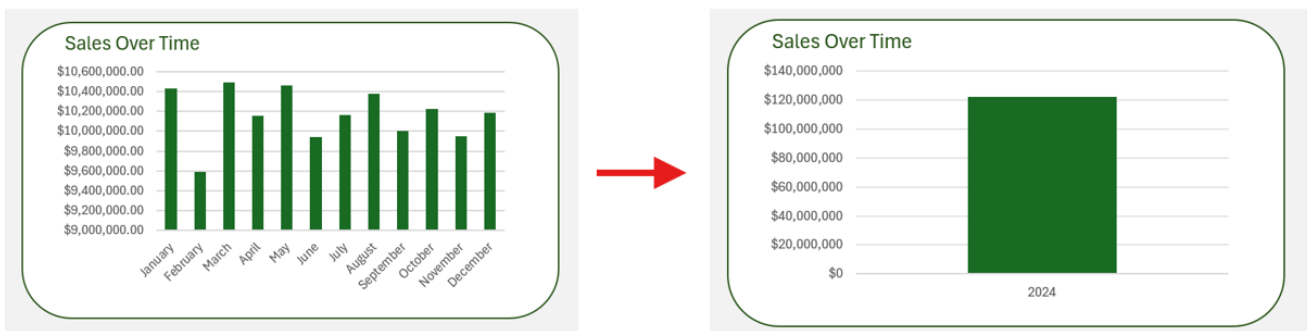 Sales Over Time
$10,600,000.00
$10,400,000.00
$10,200,000.00
$10,000,000.00
$9,800,000.00
$9,600,000.00
$9,400,000.00
$9,200,000.00
$9,000,000.00
January
February
March
April
May
June
July
August
September
October
November
December
Sales Over Time
$140,000,000
$120,000,000
$100,000,000
$80,000,000
$60,000,000
$40,000,000
$20,000,000
$0
2024